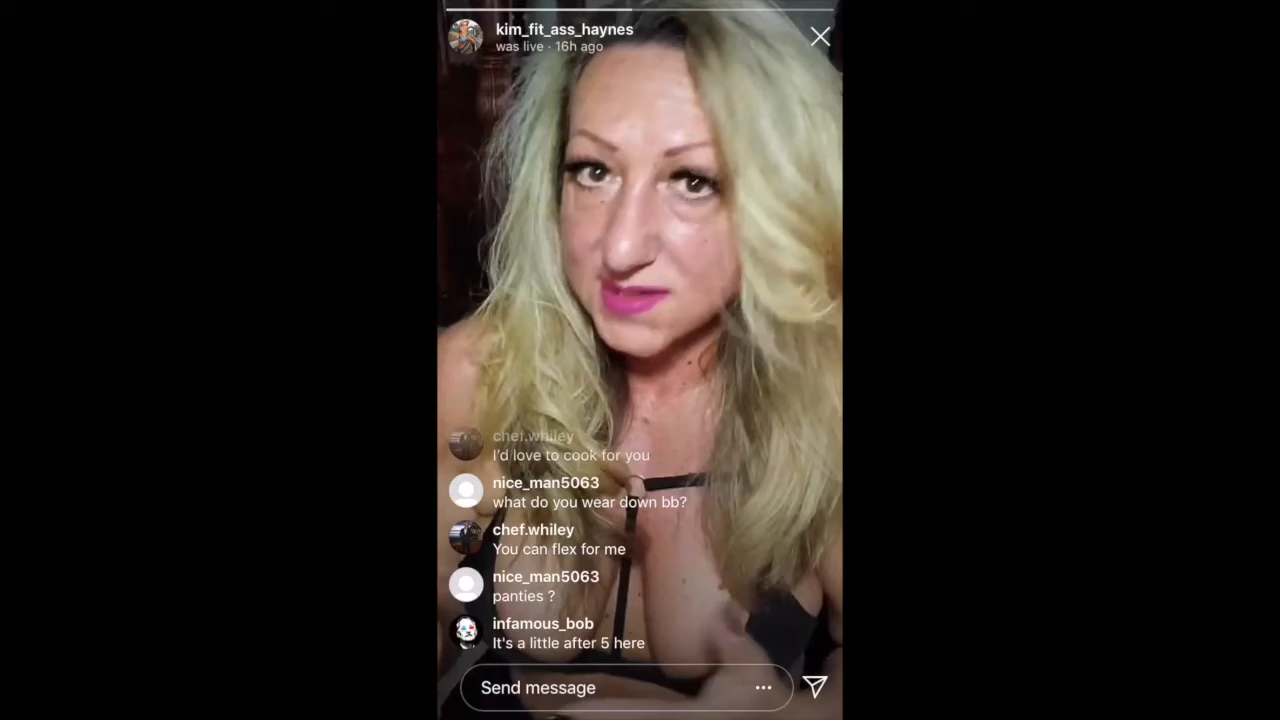 kim_fit_ass_haynes
was live · 16h ago
chef.whiley
I'd love to cook for you
nice_man5063
what do you wear down bb?
chef.whiley
You can flex for me
nice_man5063
panties ?
infamous_bob
It's a little after 5 here
Send message